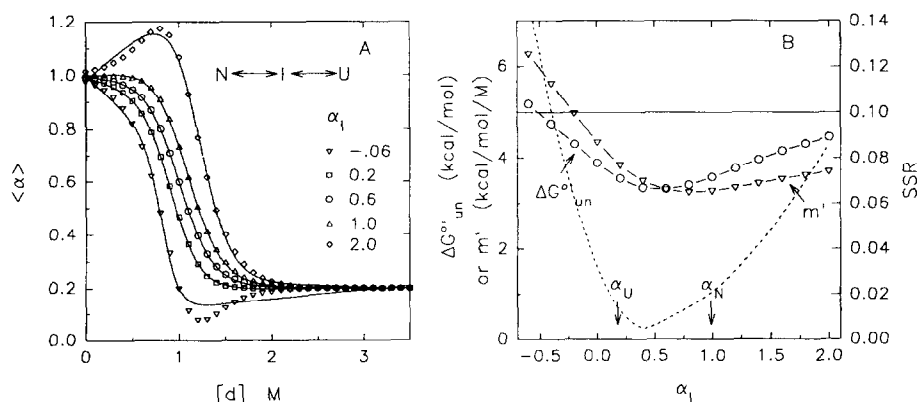 A
N ⟷ I ⟷ U
α_I
▽ −.06
□ 0.2
○ 0.6
△ 1.0
◇ 2.0
<α>
1.2
1.0
0.8
0.6
0.4
0.2
0.0
0
1
2
3
[d] M
B
ΔG°'un (kcal/mol)
or m' (kcal/mol/M)
8
6
4
2
0
ΔG°'un
m'
α_U
α_N
−0.5
0.0
0.5
1.0
1.5
2.0
α_I
0.14
0.12
0.10
0.08
0.06
0.04
0.02
0.00
SSR